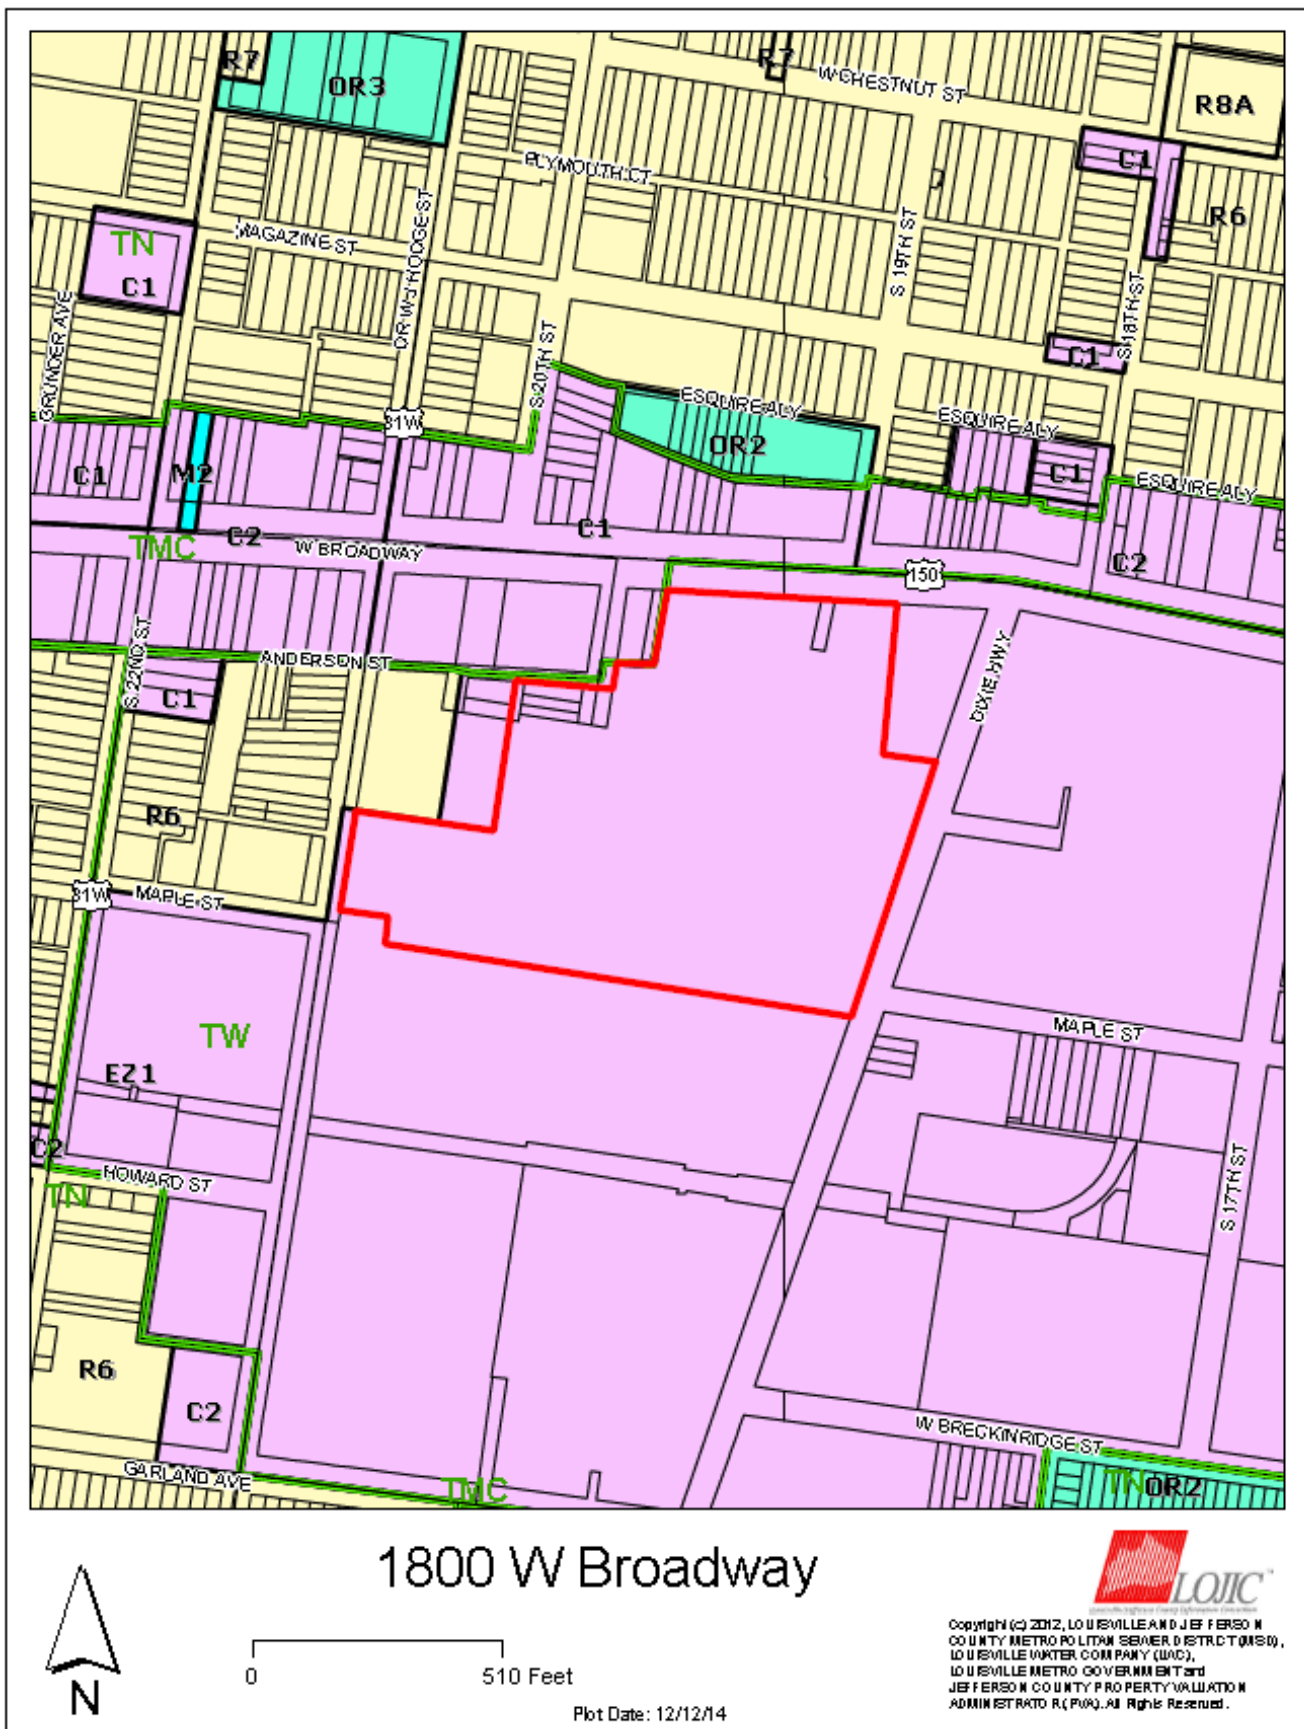 R7
OR3
R7
W CHESTNUT ST
R8A
C1
PLYMOUTH CT
R6
TN
C1
MAGAZINE ST
DR W J HODGE ST
S 19TH ST
S 18TH ST
GRUNDER AVE
S 20TH ST
C1
ESQUIRE ALY
ESQUIRE ALY
31W
OR2
C1
M2
C1
ESQUIRE ALY
C1
TMC
C2
W BROADWAY
C2
150
S 22ND ST
ANDERSON ST
DIXIE HWY
C1
R6
31W
MAPLE ST
TW
MAPLE ST
EZ1
C2
HOWARD ST
TN
S 17TH ST
R6
C2
W BRECKINRIDGE ST
GARLAND AVE
TMC
TN
OR2
1800 W Broadway
LOJIC
N
0
510 Feet
Plot Date: 12/12/14
Copyright (c) 2012, LOUISVILLE AND JEFFERSON
COUNTY METROPOLITAN SEWER DISTRICT (MSD),
LOUISVILLE WATER COMPANY (LWC),
LOUISVILLE METRO GOVERNMENT and
JEFFERSON COUNTY PROPERTY VALUATION
ADMINISTRATOR (PVA). All Rights Reserved.